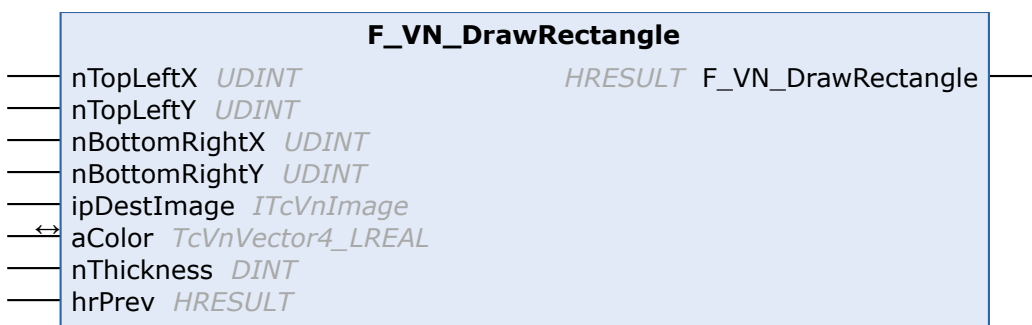 F_VN_DrawRectangle
nTopLeftX UDINT HRESULT F_VN_DrawRectangle
nTopLeftY UDINT
nBottomRightX UDINT
nBottomRightY UDINT
ipDestImage ITcVnImage
↔ aColor TcVnVector4_LREAL
nThickness DINT
hrPrev HRESULT